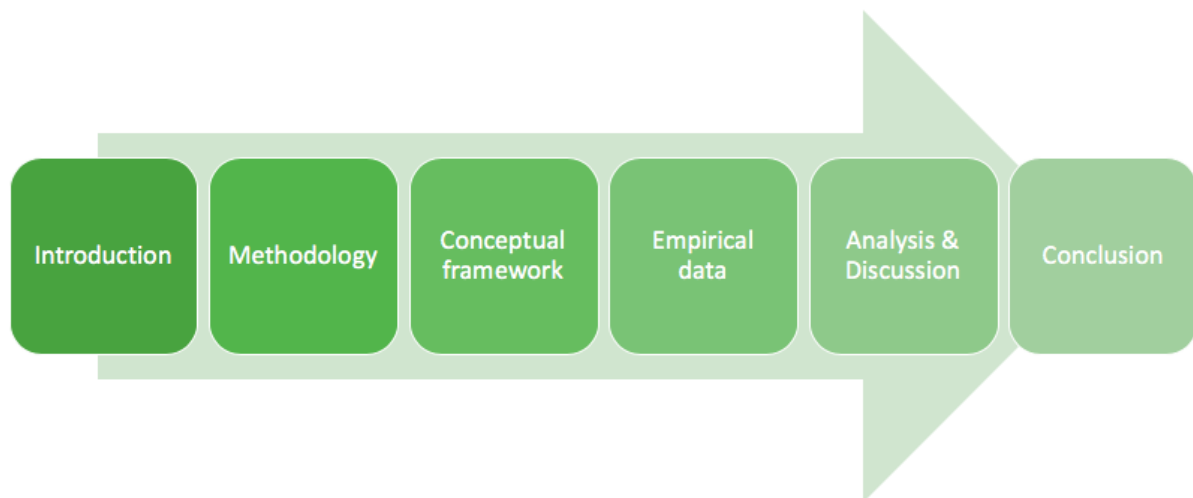 Introduction
Methodology
Conceptual
framework
Empirical
data
Analysis &
Discussion
Conclusion